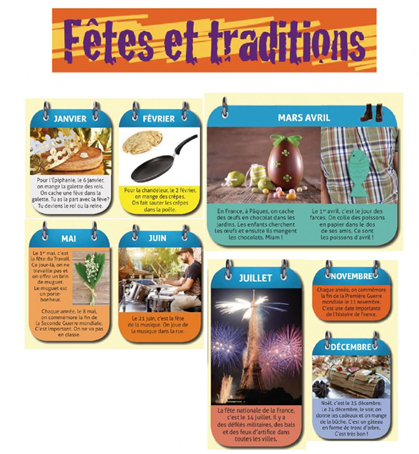 Fêtes et traditions
JANVIER
Pour l'Épiphanie, le 6 janvier,
on mange la galette des rois.
On cache une fève dans la
galette. Tu as la part avec la fève?
Tu deviens le roi ou la reine.
FÉVRIER
Pour la chandeleur, le 2 février,
on mange des crêpes.
On fait sauter les crêpes
dans la poêle.
MARS AVRIL
En France, à Pâques, on cache
des œufs en chocolat dans les
jardins. Les enfants cherchent
les œufs et ensuite ils mangent
les chocolats. Miam !
Le 1er avril, c'est le jour des
farces. On colle des poissons
en papier dans le dos
de ses amis. Ce sont
les poissons d'avril !
MAI
Le 1er mai, c'est
la fête du Travail.
Ce jour-là, on ne
travaille pas et
on offre un brin
de muguet.
Le muguet est
un porte-
bonheur.
Chaque année, le 8 mai,
on commémore la fin de
la Seconde Guerre mondiale.
C'est important. On ne va pas
en classe.
JUIN
Le 21 juin, c'est la fête
de la musique. On joue de
la musique dans la rue.
JUILLET
La fête nationale de la France,
c'est le 14 juillet. Il y a
des défilés militaires, des bals
et des feux d'artifice dans
toutes les villes.
NOVEMBRE
Chaque année, on commémore
la fin de la Première Guerre
mondiale le 11 novembre.
C'est une date importante
de l'histoire de France.
DÉCEMBRE
Noël, c'est le 25 décembre.
Le 24 décembre, le soir, on
donne les cadeaux et on mange
de la bûche. C'est un gâteau
en forme de tronc d'arbre.
C'est très bon !